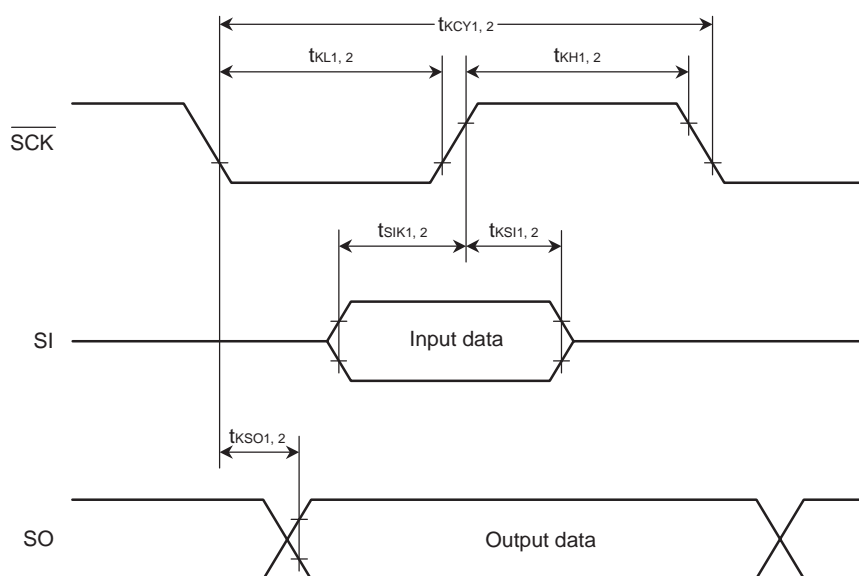 tKCY1, 2
tKL1, 2
tKH1, 2
SCK
tSIK1, 2
tKSI1, 2
SI
Input data
tKSO1, 2
SO
Output data